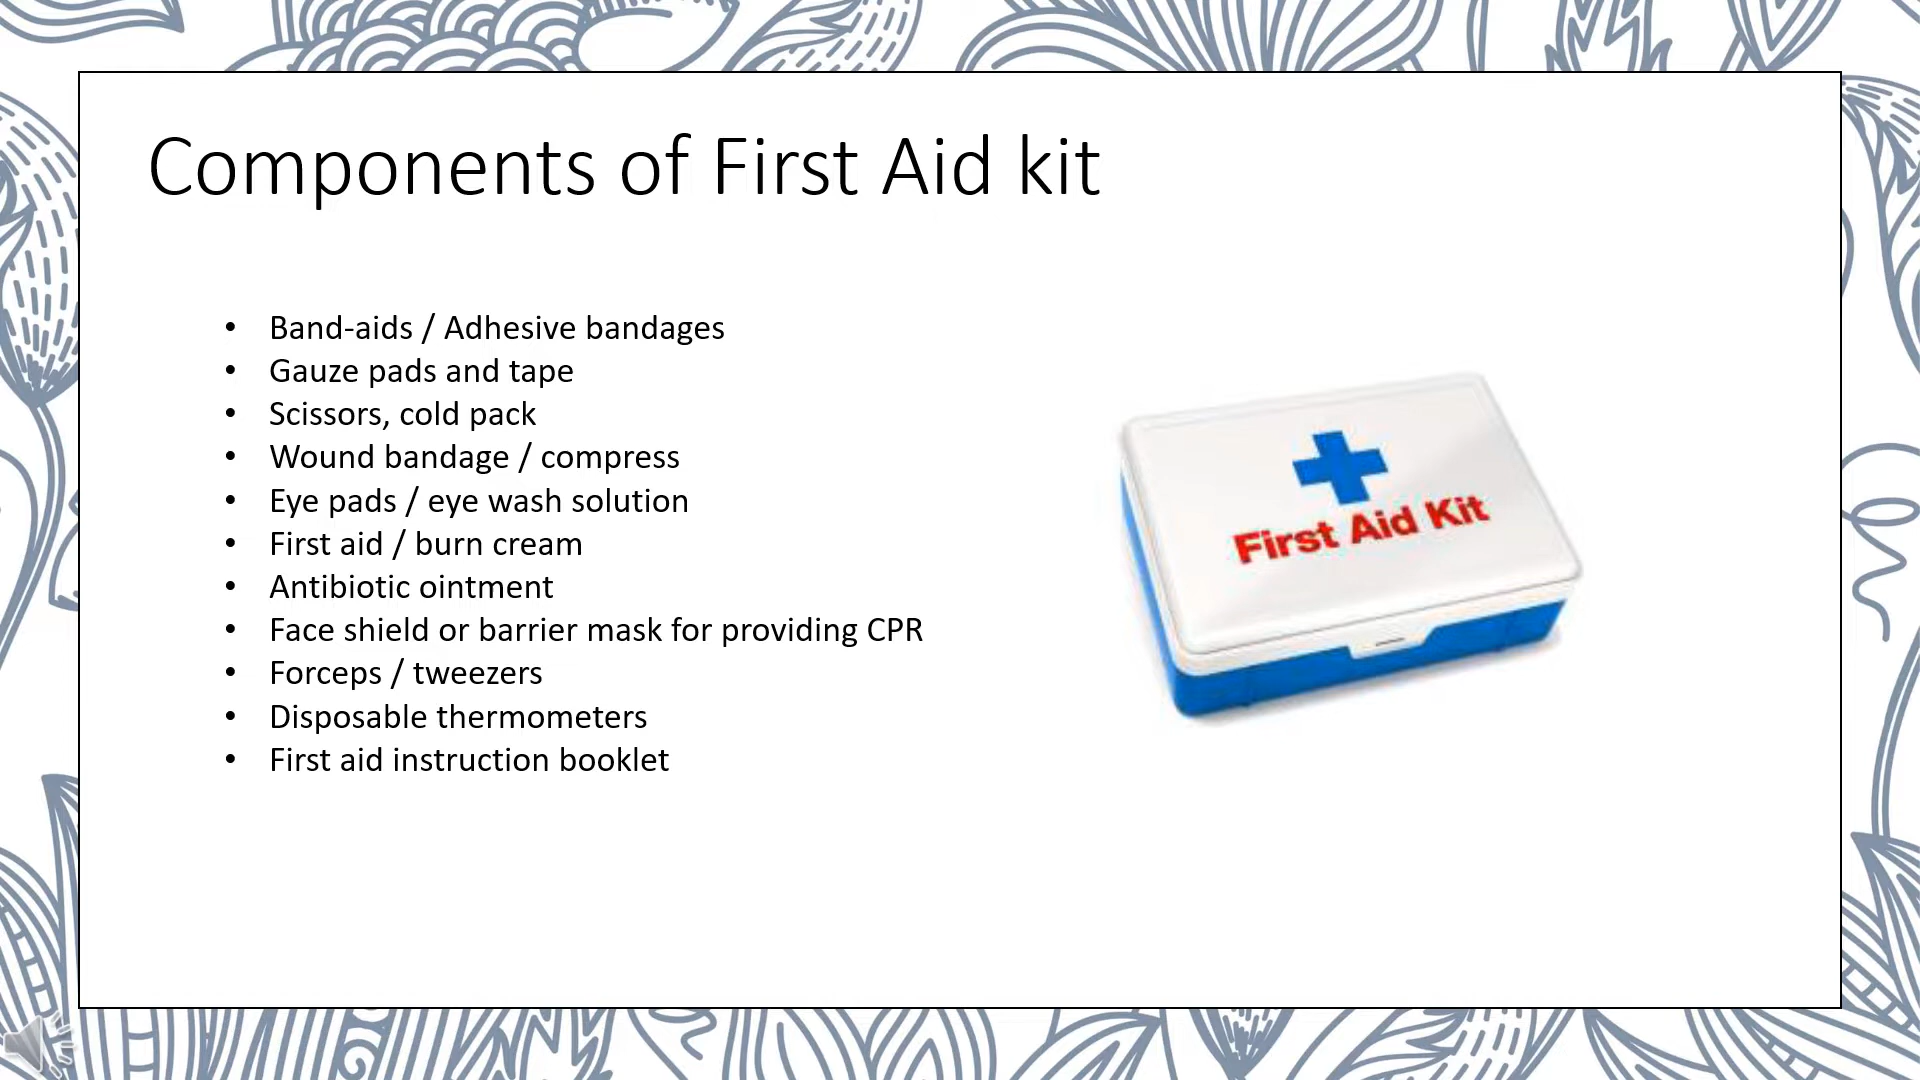 Components of First Aid kit
• Band-aids / Adhesive bandages
• Gauze pads and tape
• Scissors, cold pack
• Wound bandage / compress
• Eye pads / eye wash solution
• First aid / burn cream
• Antibiotic ointment
• Face shield or barrier mask for providing CPR
• Forceps / tweezers
• Disposable thermometers
• First aid instruction booklet
First Aid Kit